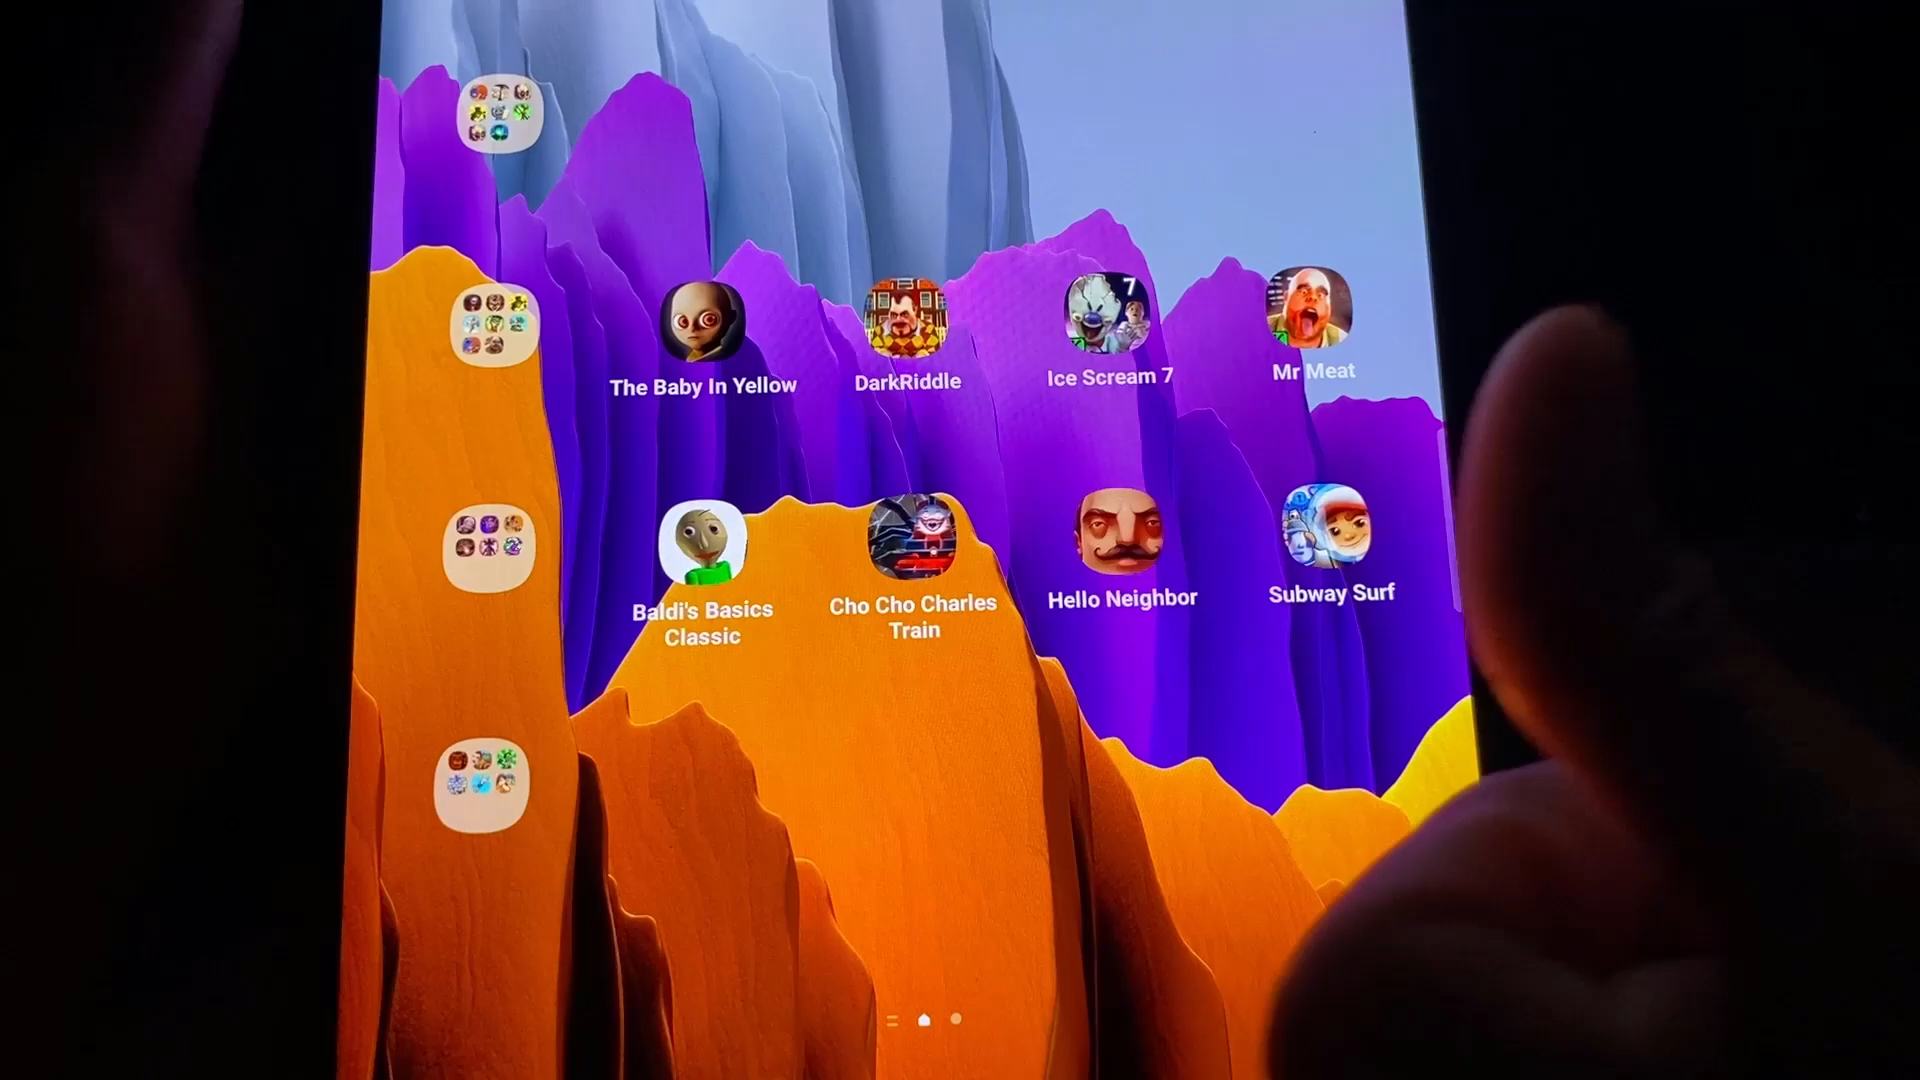 7
The Baby In Yellow
DarkRiddle
Ice Scream 7
Mr Meat
Baldi's Basics
Classic
Cho Cho Charles
Train
Hello Neighbor
Subway Surf